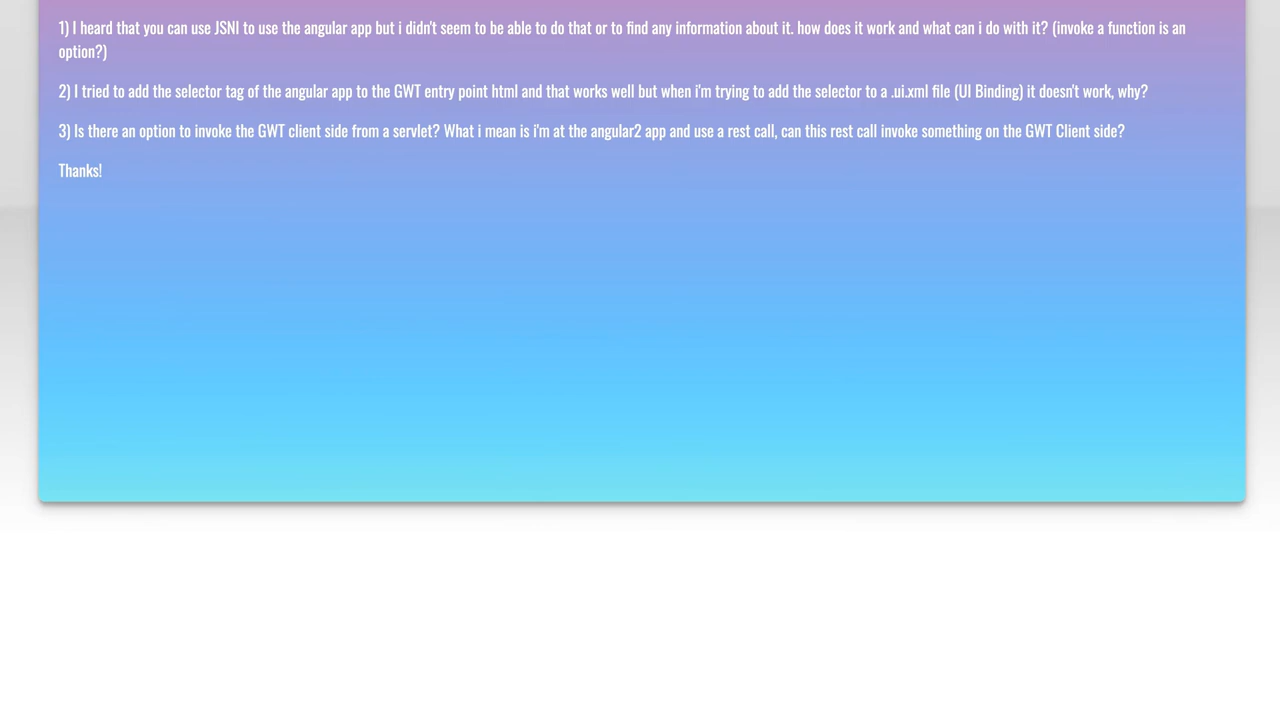 1) I heard that you can use JSNI to use the angular app but i didn't seem to be able to do that or to find any information about it. how does it work and what can i do with it? (invoke a function is an
option?)
2) I tried to add the selector tag of the angular app to the GWT entry point html and that works well but when i'm trying to add the selector to a .ui.xml file (UI Binding) it doesn't work, why?
3) Is there an option to invoke the GWT client side from a servlet? What i mean is i'm at the angular2 app and use a rest call, can this rest call invoke something on the GWT Client side?
Thanks!